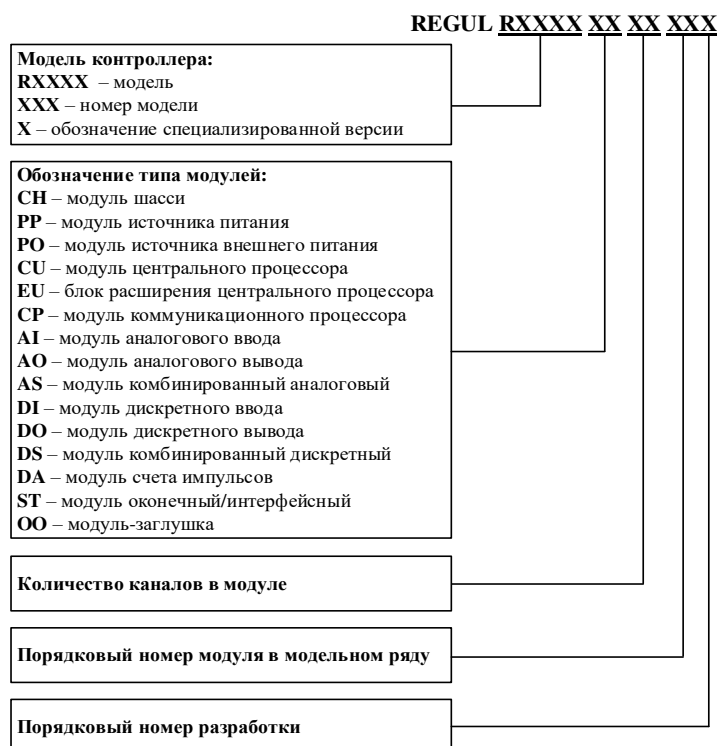 REGUL RXXXX XX XX XXX
Модель контроллера:
RXXXX – модель
XXX – номер модели
X – обозначение специализированной версии
Обозначение типа модулей:
CH – модуль шасси
PP – модуль источника питания
PO – модуль источника внешнего питания
CU – модуль центрального процессора
EU – блок расширения центрального процессора
CP – модуль коммуникационного процессора
AI – модуль аналогового ввода
AO – модуль аналогового вывода
AS – модуль комбинированный аналоговый
DI – модуль дискретного ввода
DO – модуль дискретного вывода
DS – модуль комбинированный дискретный
DA – модуль счета импульсов
ST – модуль оконечный/интерфейсный
OO – модуль-заглушка
Количество каналов в модуле
Порядковый номер модуля в модельном ряду
Порядковый номер разработки